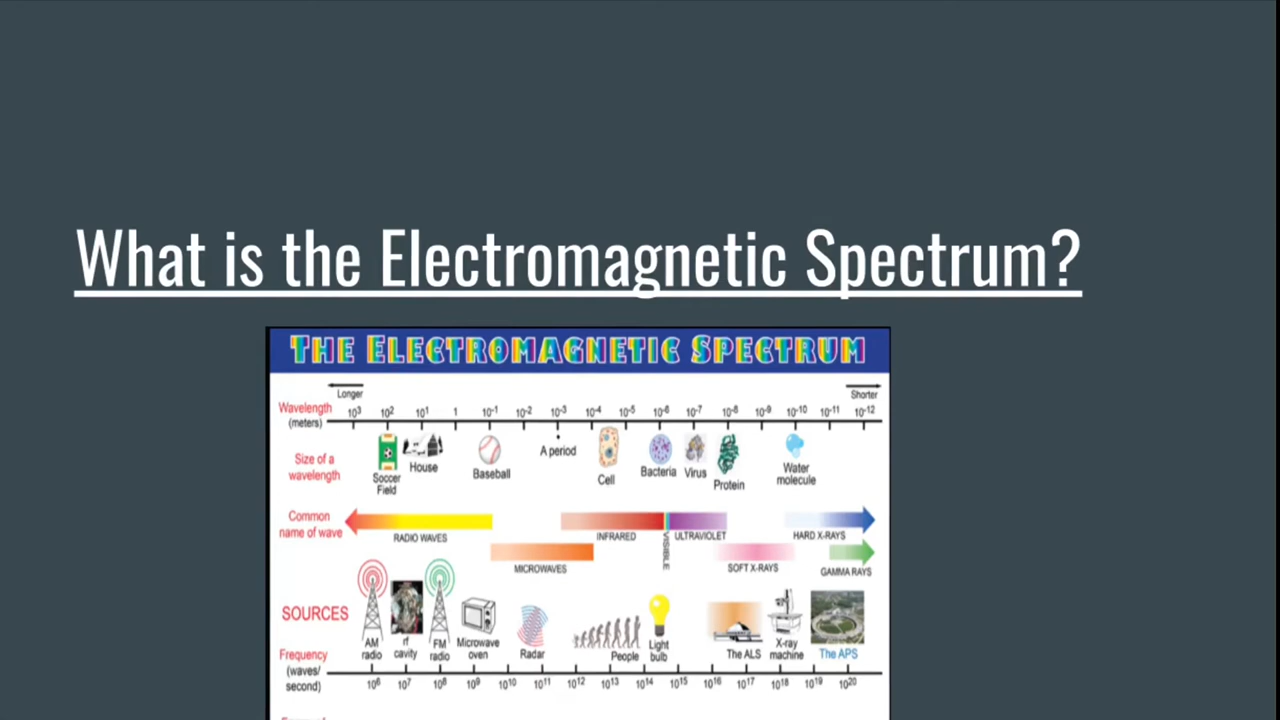 What is the Electromagnetic Spectrum?
THE ELECTROMAGNETIC SPECTRUM
Longer
Shorter
Wavelength
(meters)
10³ 10² 10¹ 1 10⁻¹ 10⁻² 10⁻³ 10⁻⁴ 10⁻⁵ 10⁻⁶ 10⁻⁷ 10⁻⁸ 10⁻⁹ 10⁻¹⁰ 10⁻¹¹ 10⁻¹²
Size of a
wavelength
Soccer
Field
House
Baseball
A period
Cell
Bacteria
Virus
Protein
Water
molecule
Common
name of wave
RADIO WAVES
MICROWAVES
INFRARED
VISIBLE
ULTRAVIOLET
SOFT X-RAYS
HARD X-RAYS
GAMMA RAYS
SOURCES
AM
radio
rf
cavity
FM
radio
Microwave
oven
Radar
People
Light
bulb
The ALS
X-ray
machine
The APS
Frequency
(waves/
second)
10⁶ 10⁷ 10⁸ 10⁹ 10¹⁰ 10¹¹ 10¹² 10¹³ 10¹⁴ 10¹⁵ 10¹⁶ 10¹⁷ 10¹⁸ 10¹⁹ 10²⁰